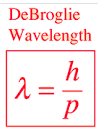 DeBroglie
Wavelength
λ = h/p